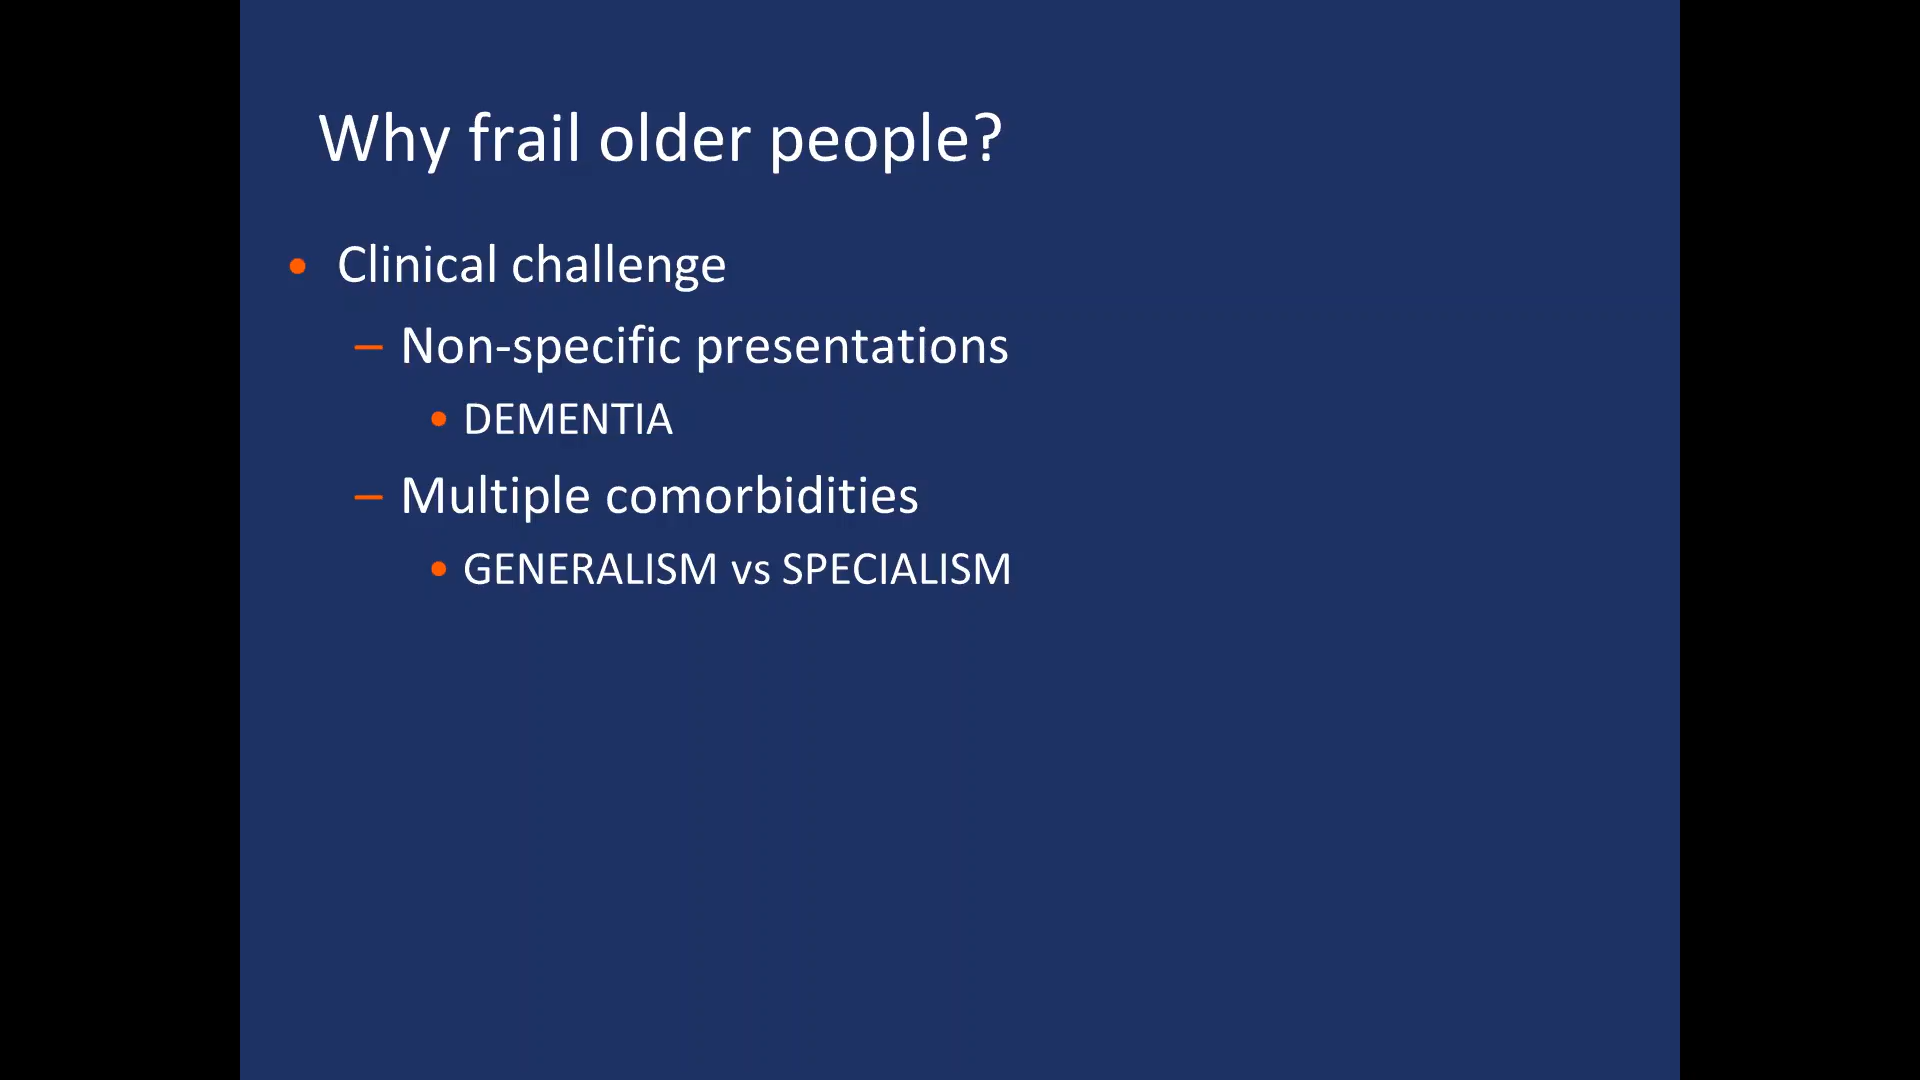 Why frail older people?
• Clinical challenge
– Non-specific presentations
• DEMENTIA
– Multiple comorbidities
• GENERALISM vs SPECIALISM